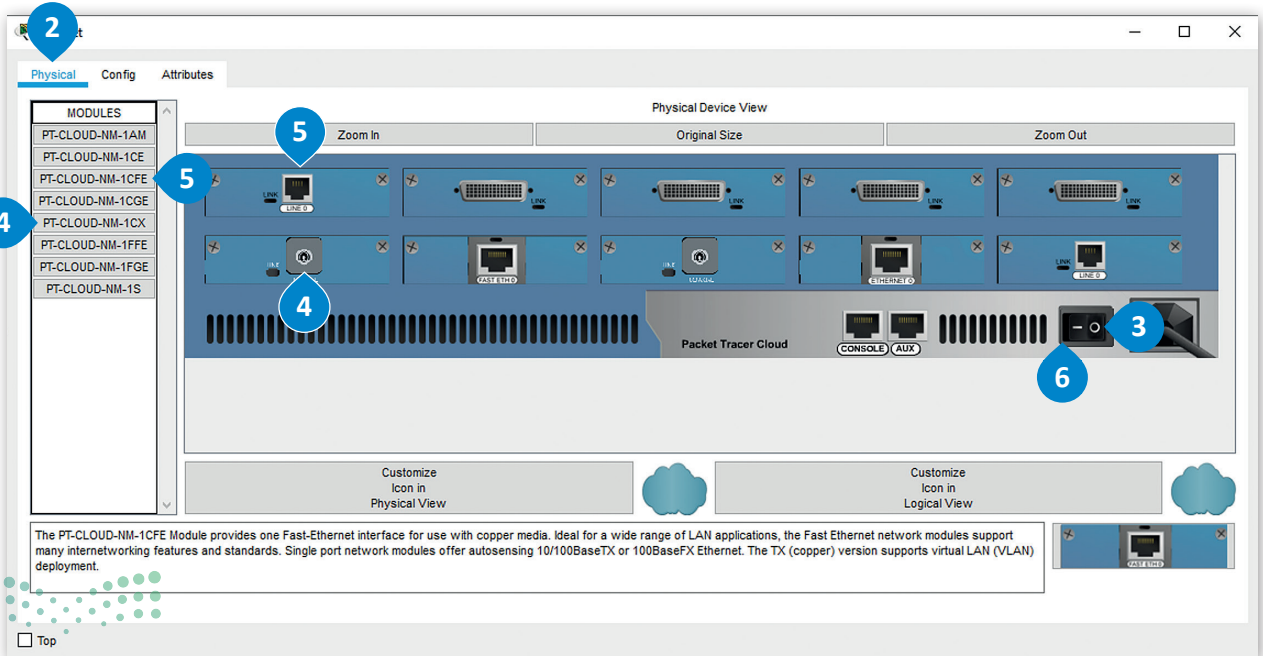 2
t
Physical Config Attributes
MODULES
PT-CLOUD-NM-1AM
PT-CLOUD-NM-1CE
PT-CLOUD-NM-1CFE
PT-CLOUD-NM-1CGE
PT-CLOUD-NM-1CX
PT-CLOUD-NM-1FFE
PT-CLOUD-NM-1FGE
PT-CLOUD-NM-1S
5
4
Physical Device View
Zoom In Original Size Zoom Out
5
LINK LINE 0 LINK LINK LINK LINK
FAST ETH 0 COAXIAL ETHERNET 0 LINK LINE 0
4
Packet Tracer Cloud CONSOLE AUX
3
6
Customize
Icon in
Physical View
Customize
Icon in
Logical View
The PT-CLOUD-NM-1CFE Module provides one Fast-Ethernet interface for use with copper media. Ideal for a wide range of LAN applications, the Fast Ethernet network modules support
many internetworking features and standards. Single port network modules offer autosensing 10/100BaseTX or 100BaseFX Ethernet. The TX (copper) version supports virtual LAN (VLAN)
deployment.
FAST ETH 0
Top